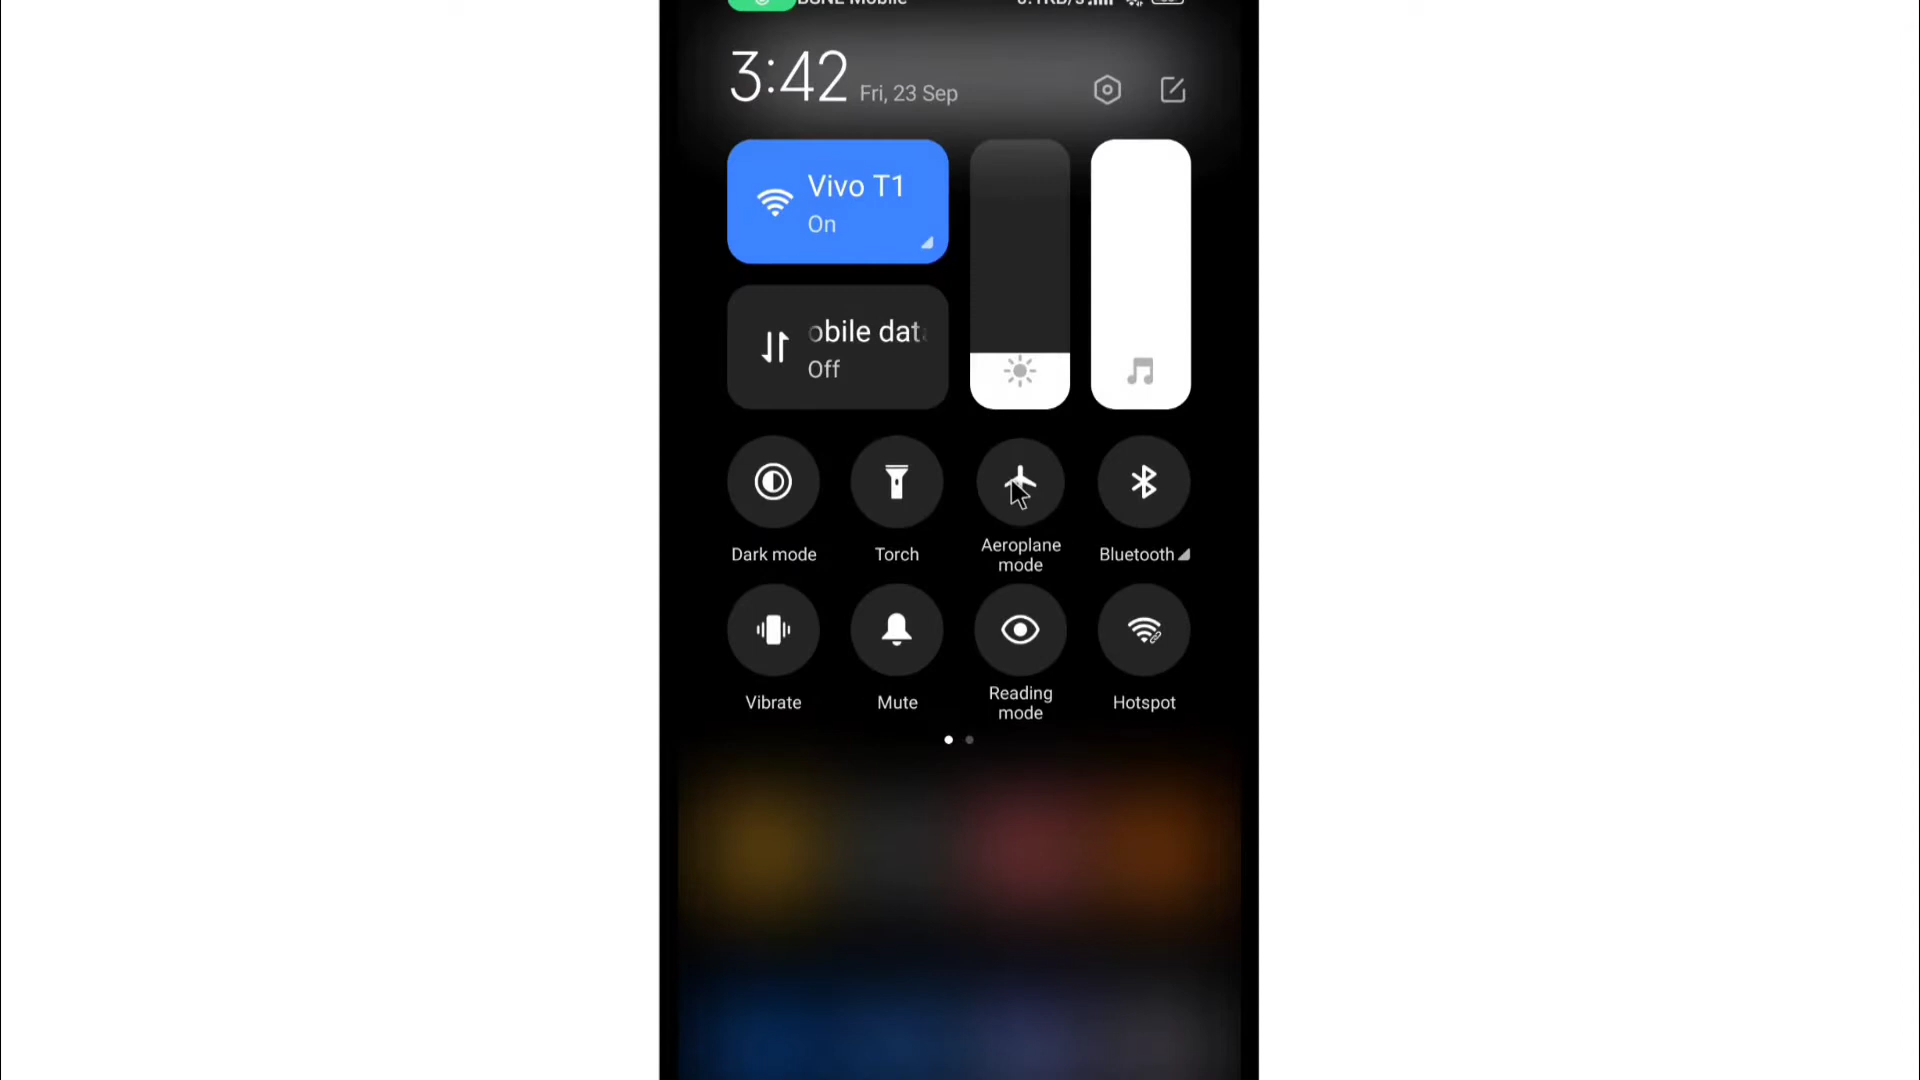 Mobile
3:42 Fri, 23 Sep
Vivo T1
On
obile dat
Off
Dark mode
Torch
Aeroplane
mode
Bluetooth
Vibrate
Mute
Reading
mode
Hotspot